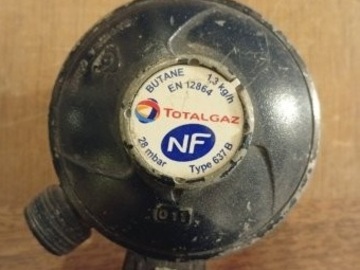 BUTANE 1,3 kg/h
EN 12864
TOTALGAZ
NF
28 mbar Type 637 B